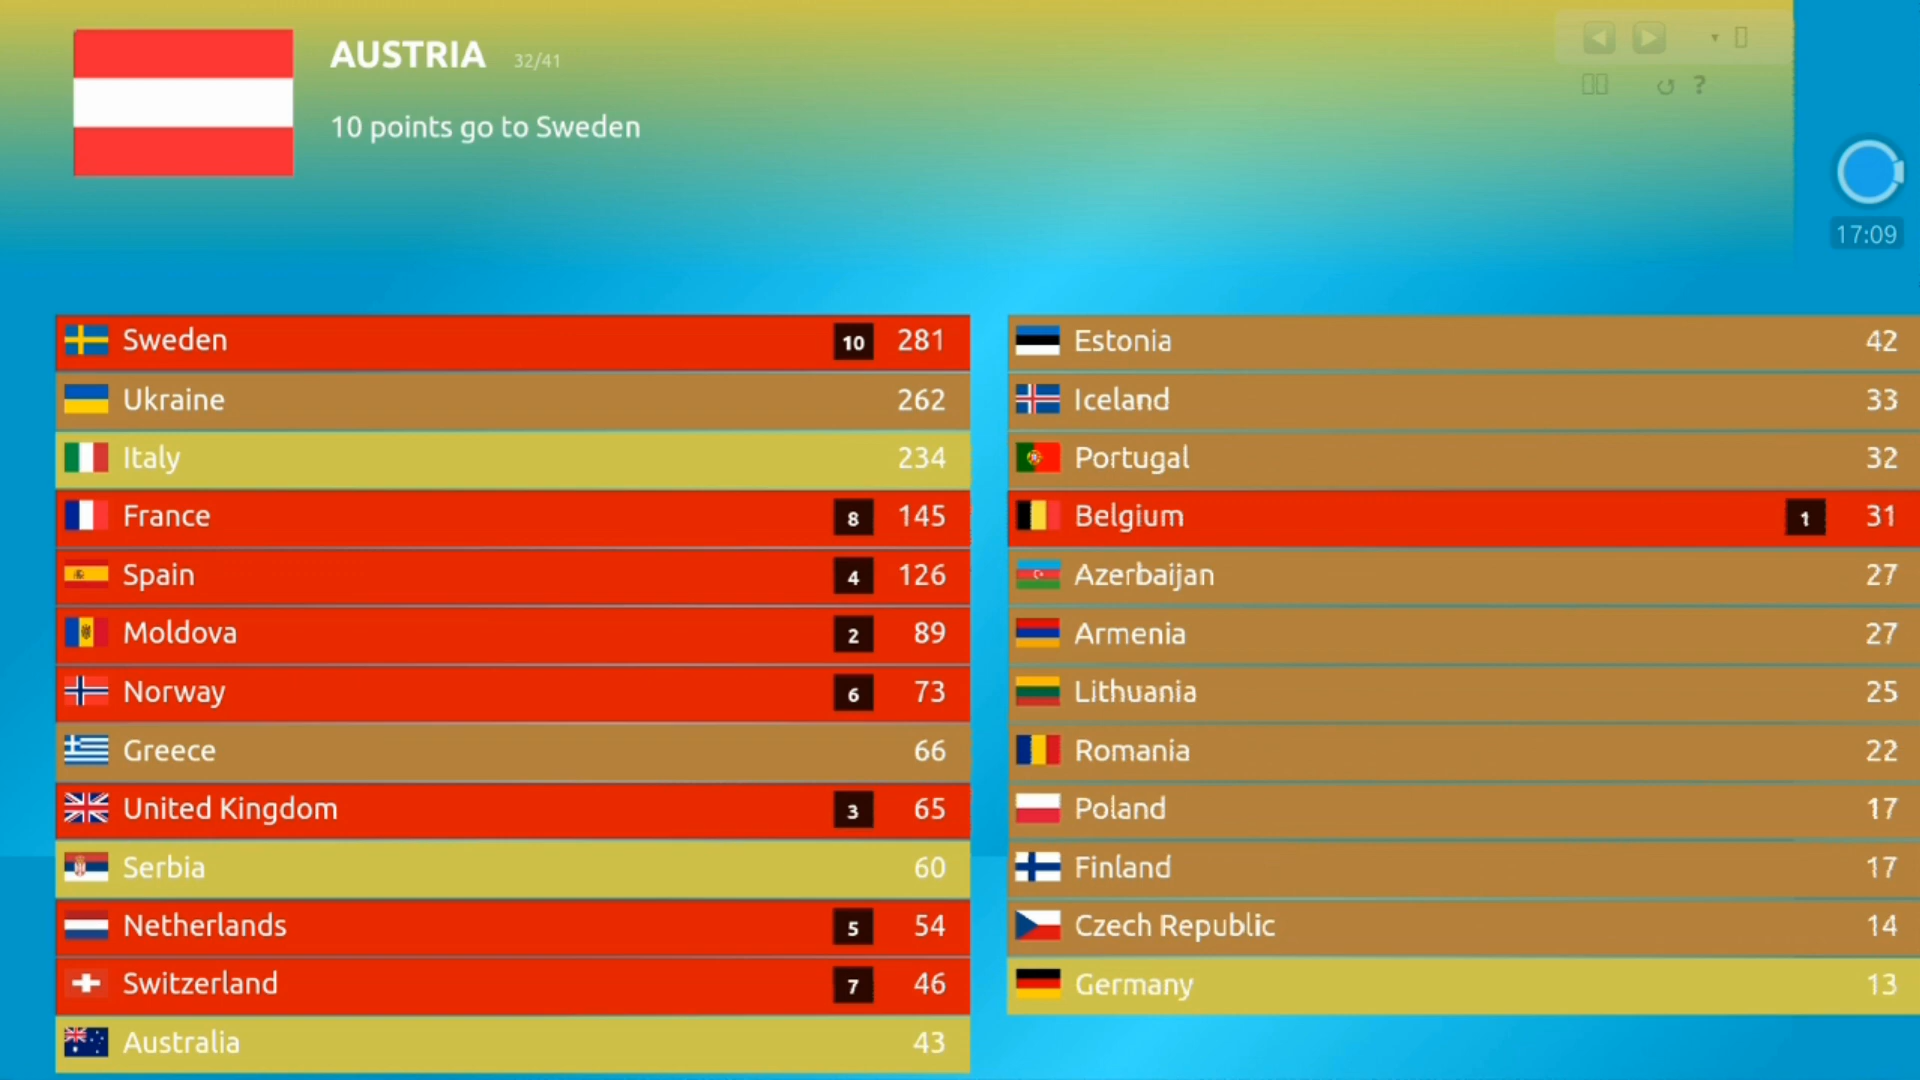 AUSTRIA 32/41
10 points go to Sweden
?
17:09
Sweden 10 281
Ukraine 262
Italy 234
France 8 145
Spain 4 126
Moldova 2 89
Norway 6 73
Greece 66
United Kingdom 3 65
Serbia 60
Netherlands 5 54
Switzerland 7 46
Australia 43
Estonia 42
Iceland 33
Portugal 32
Belgium 1 31
Azerbaijan 27
Armenia 27
Lithuania 25
Romania 22
Poland 17
Finland 17
Czech Republic 14
Germany 13